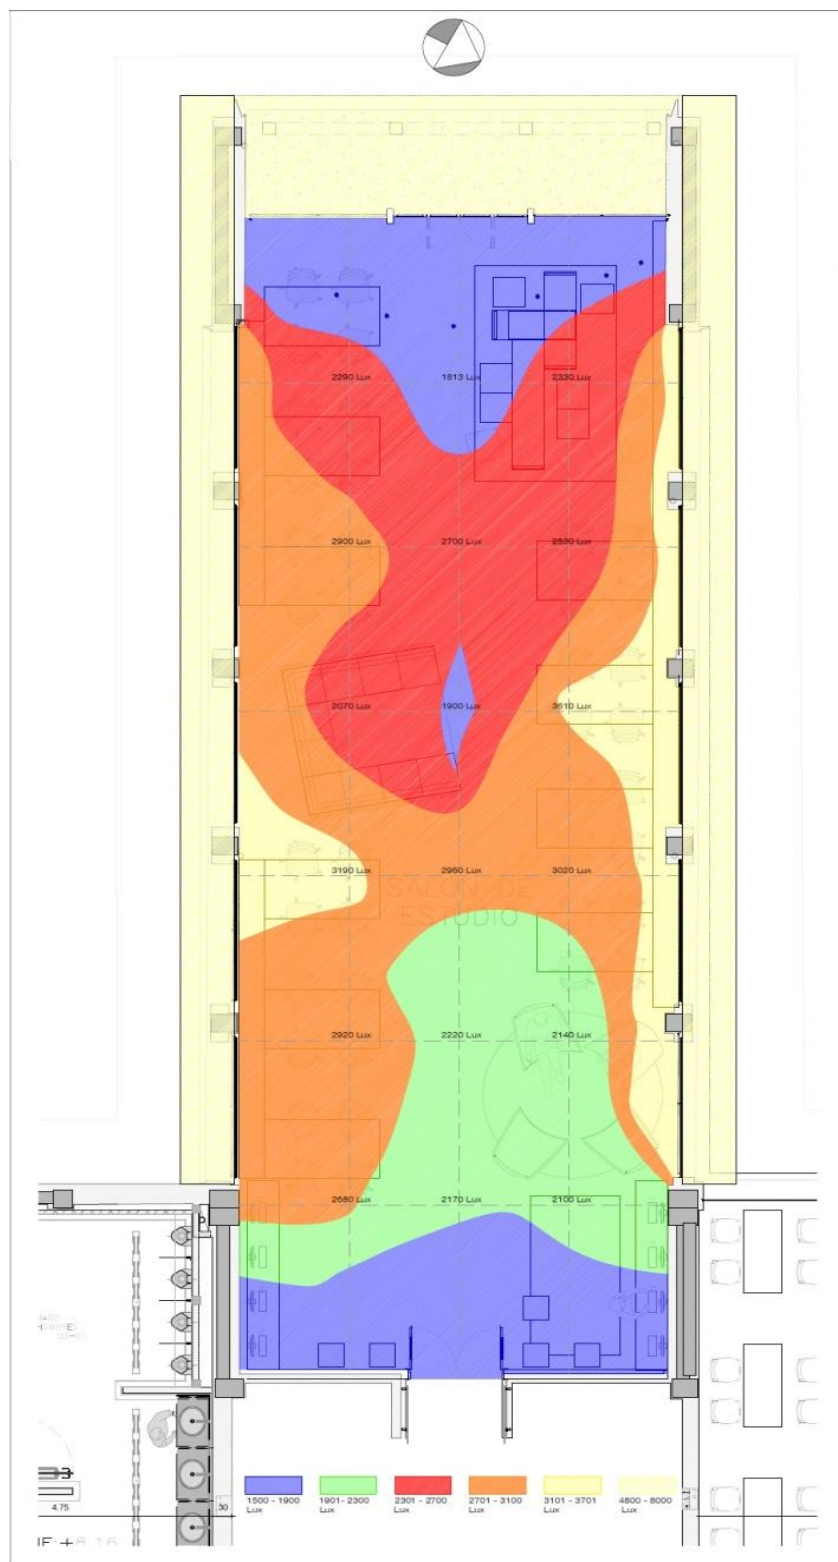 2290 Lux 1813 Lux 2330 Lux
2900 Lux 2700 Lux 2530 Lux
2070 Lux 1900 Lux 3610 Lux
3190 Lux 2960 Lux 3020 Lux
SALON DE
ESTUDIO
2920 Lux 2220 Lux 2140 Lux
2680 Lux 2170 Lux 2100 Lux
1500 - 1900
Lux
1901 - 2300
Lux
2301 - 2700
Lux
2701 - 3100
Lux
3101 - 3701
Lux
4800 - 8000
Lux
4.75 .30
+8.16